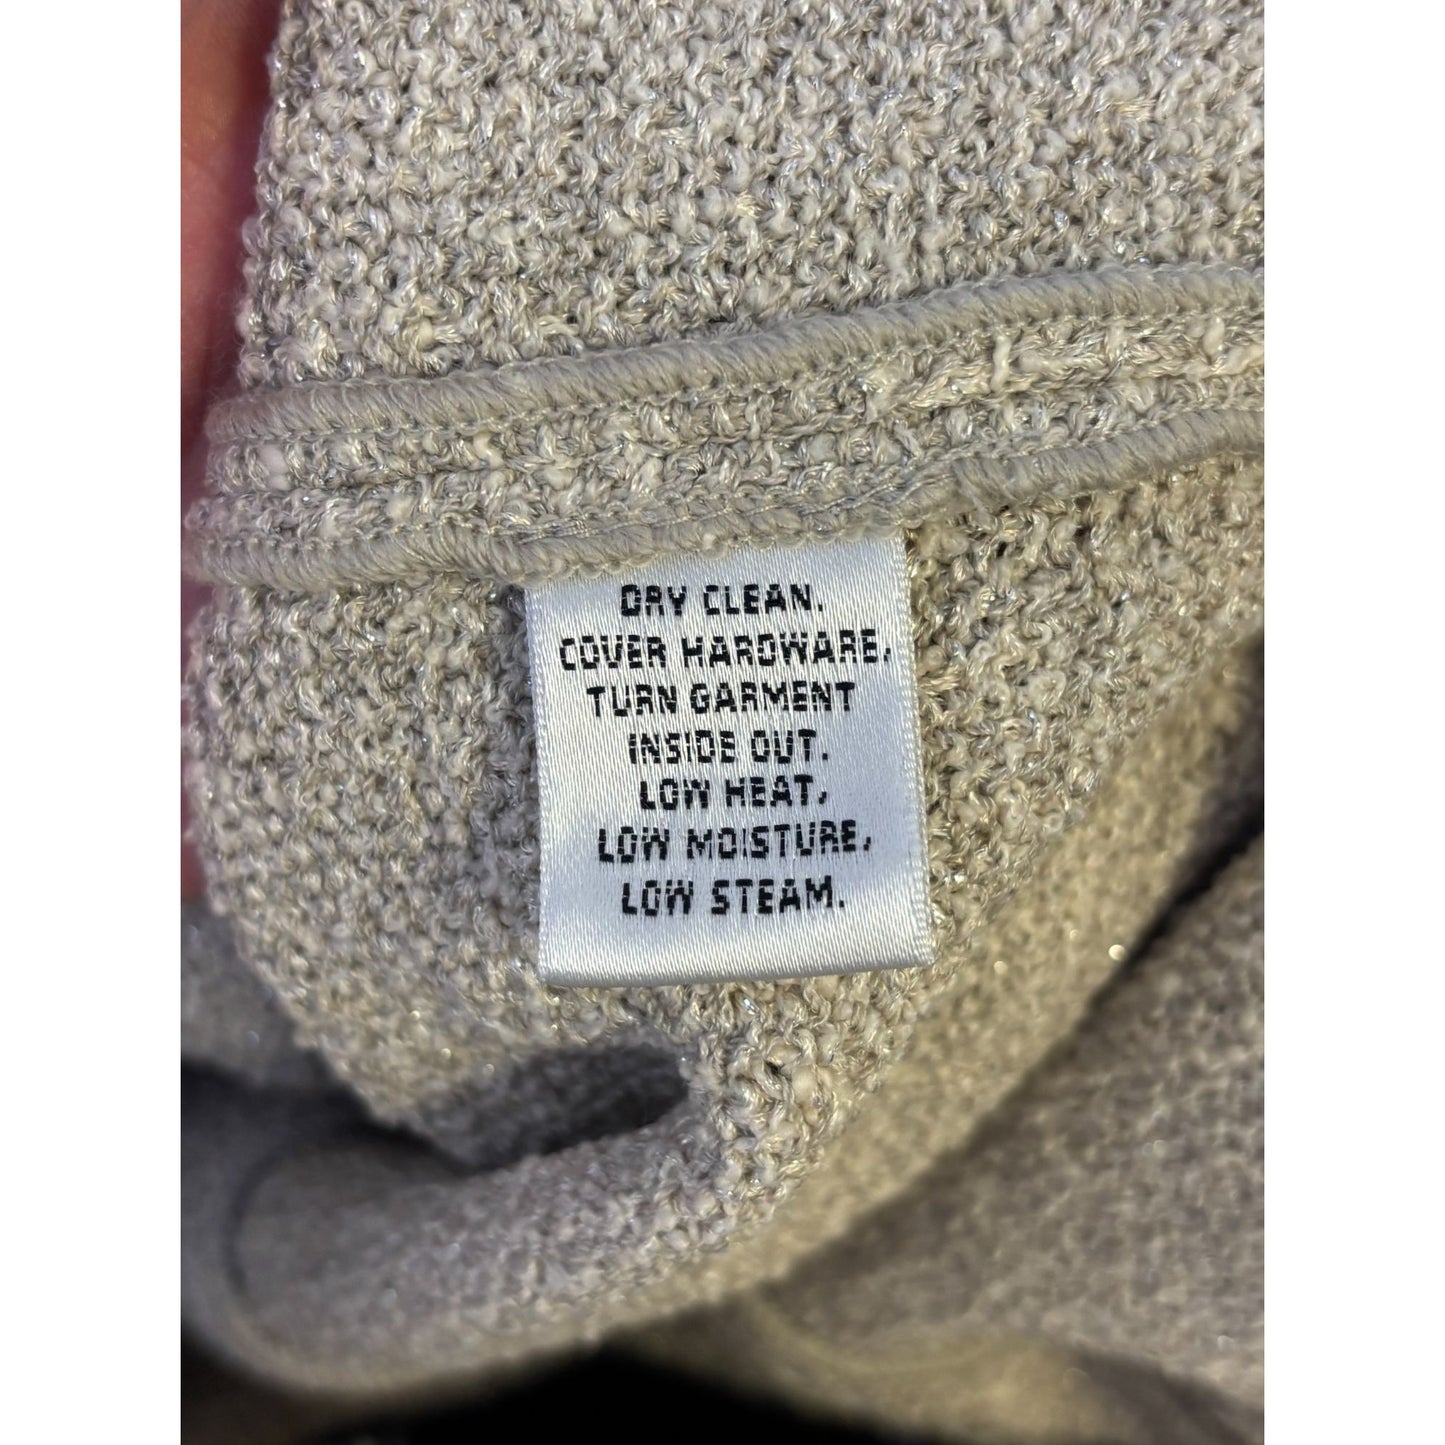 DRY CLEAN.
COVER HARDWARE,
TURN GARMENT
INSIDE OUT.
LOW HEAT,
LOW MOISTURE,
LOW STEAM.